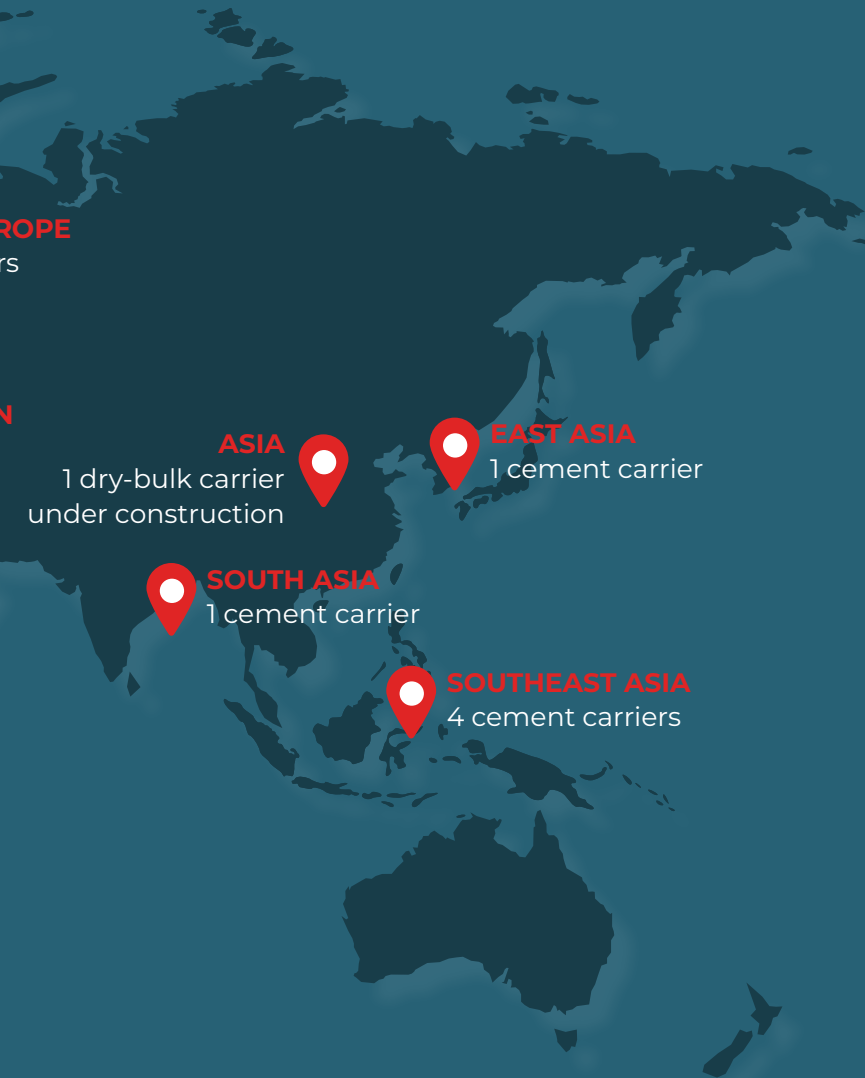 ROPE
rs
N
ASIA
1 dry-bulk carrier
under construction
EAST ASIA
1 cement carrier
SOUTH ASIA
1 cement carrier
SOUTHEAST ASIA
4 cement carriers